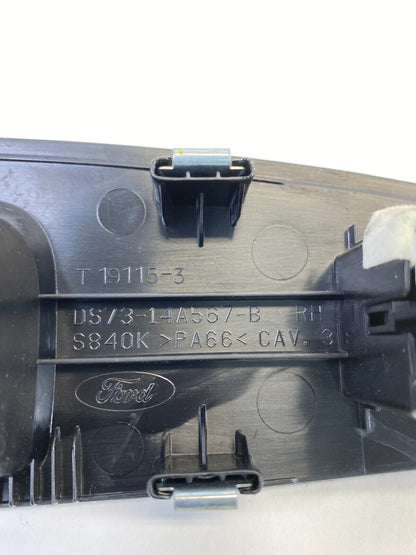 T 19115-3
DS73-14A567-B RH
S840K >PA66< CAV. 3
Ford